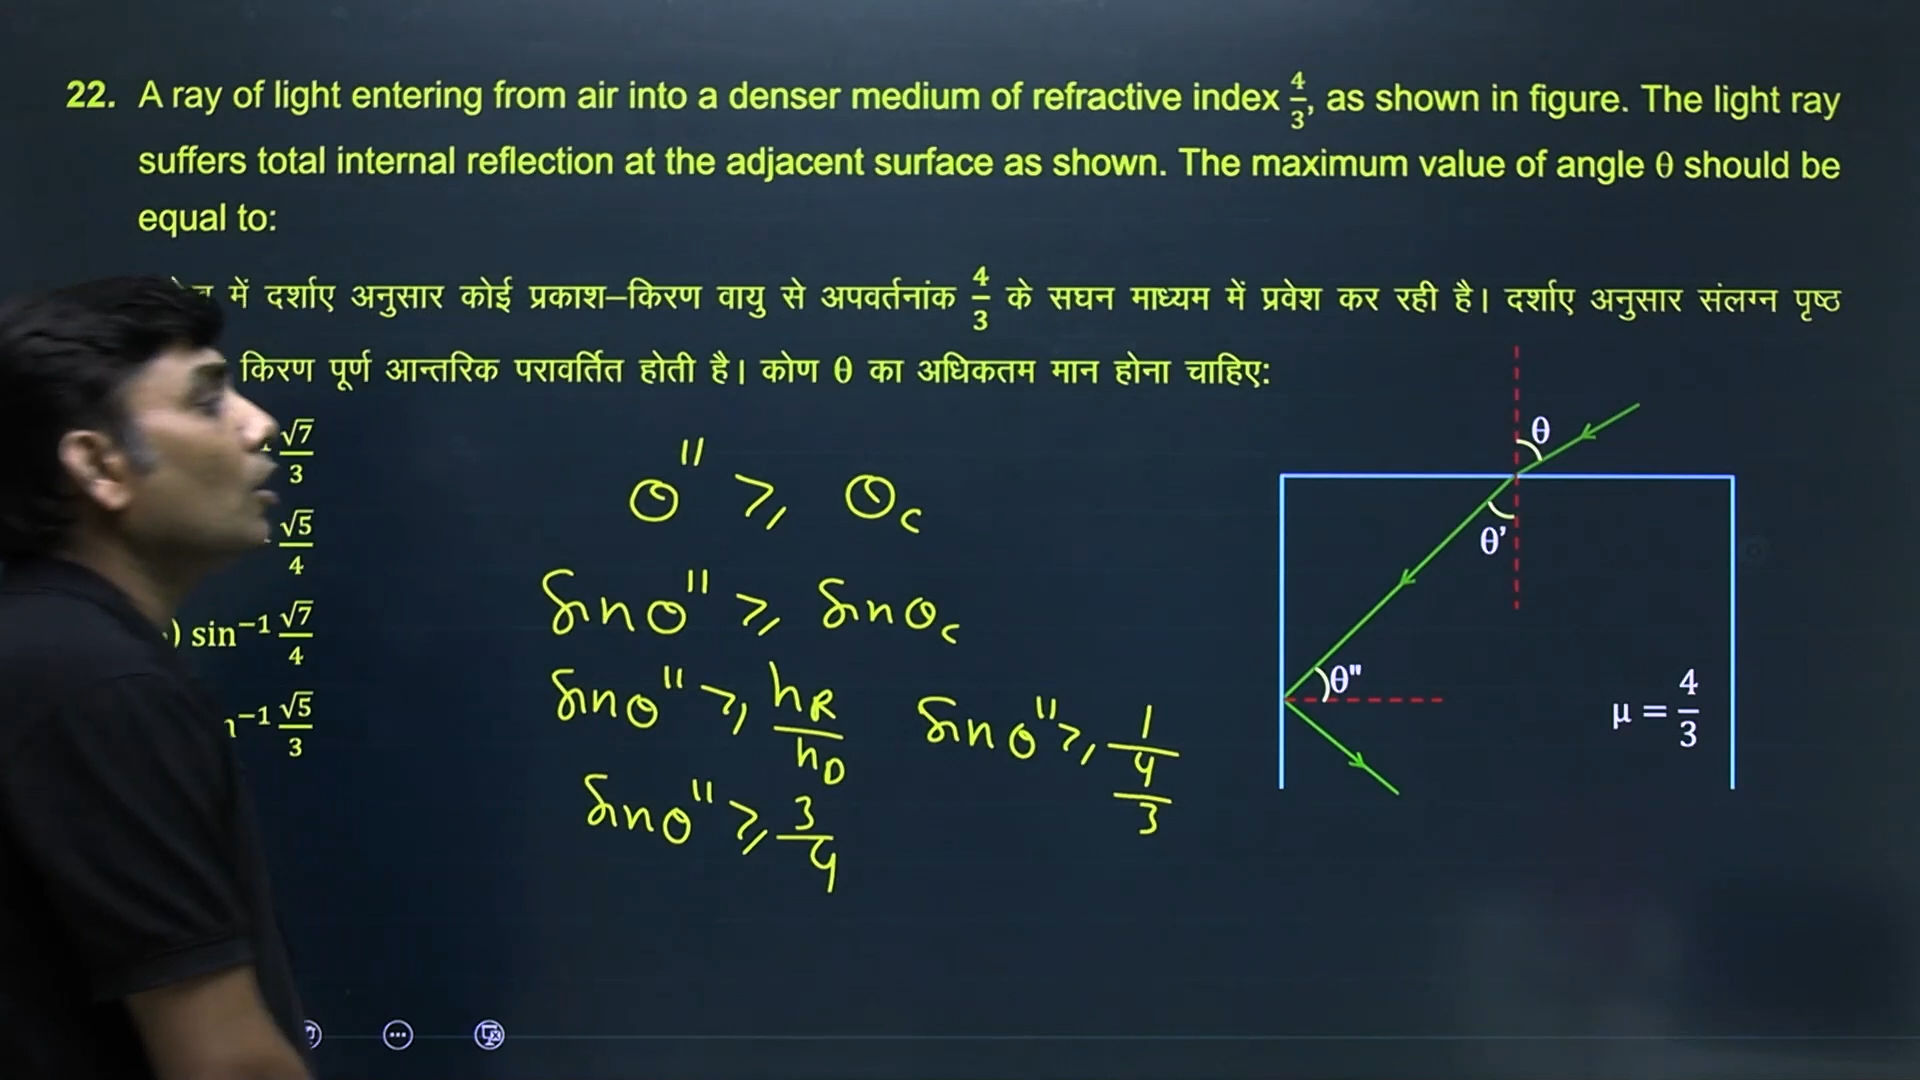 22. A ray of light entering from air into a denser medium of refractive index 4/3, as shown in figure. The light ray
suffers total internal reflection at the adjacent surface as shown. The maximum value of angle θ should be
equal to:
में दर्शाए अनुसार कोई प्रकाश–किरण वायु से अपवर्तनांक 4/3 के सघन माध्यम में प्रवेश कर रही है। दर्शाए अनुसार संलग्न पृष्ठ
किरण पूर्ण आन्तरिक परावर्तित होती है। कोण θ का अधिकतम मान होना चाहिए:
√7/3
√5/4
) sin⁻¹ √7/4
⁻¹ √5/3
θ'' ≥ θc
sinθ'' ≥ sinθc
sinθ'' ≥ nR/nD
sinθ'' ≥ 1/(4/3)
sinθ'' ≥ 3/4
θ
θ'
θ"
μ = 4/3